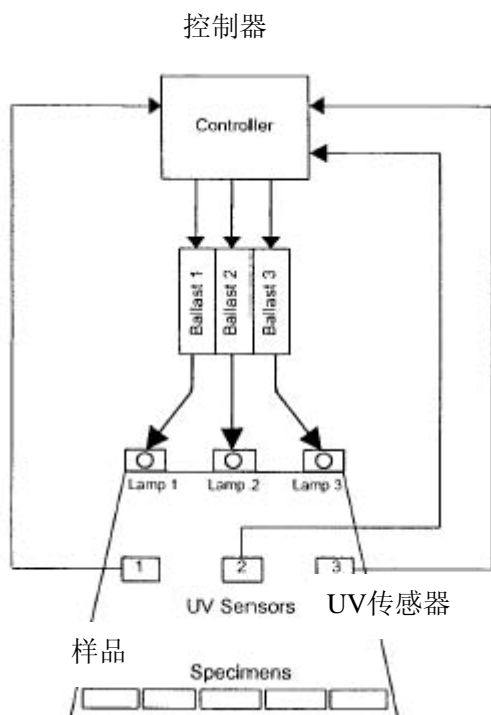 控制器
Controller
Ballast 1
Ballast 2
Ballast 3
Lamp 1
Lamp 2
Lamp 3
1
2
3
UV Sensors
UV传感器
样品
Specimens